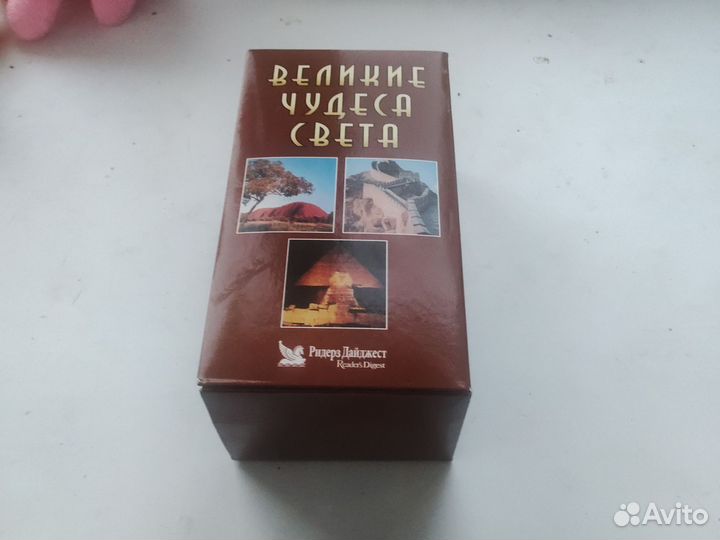 ВЕЛИКИЕ
ЧУДЕСА
СВЕТА
Ридерз Дайджест
Reader's Digest
Avito